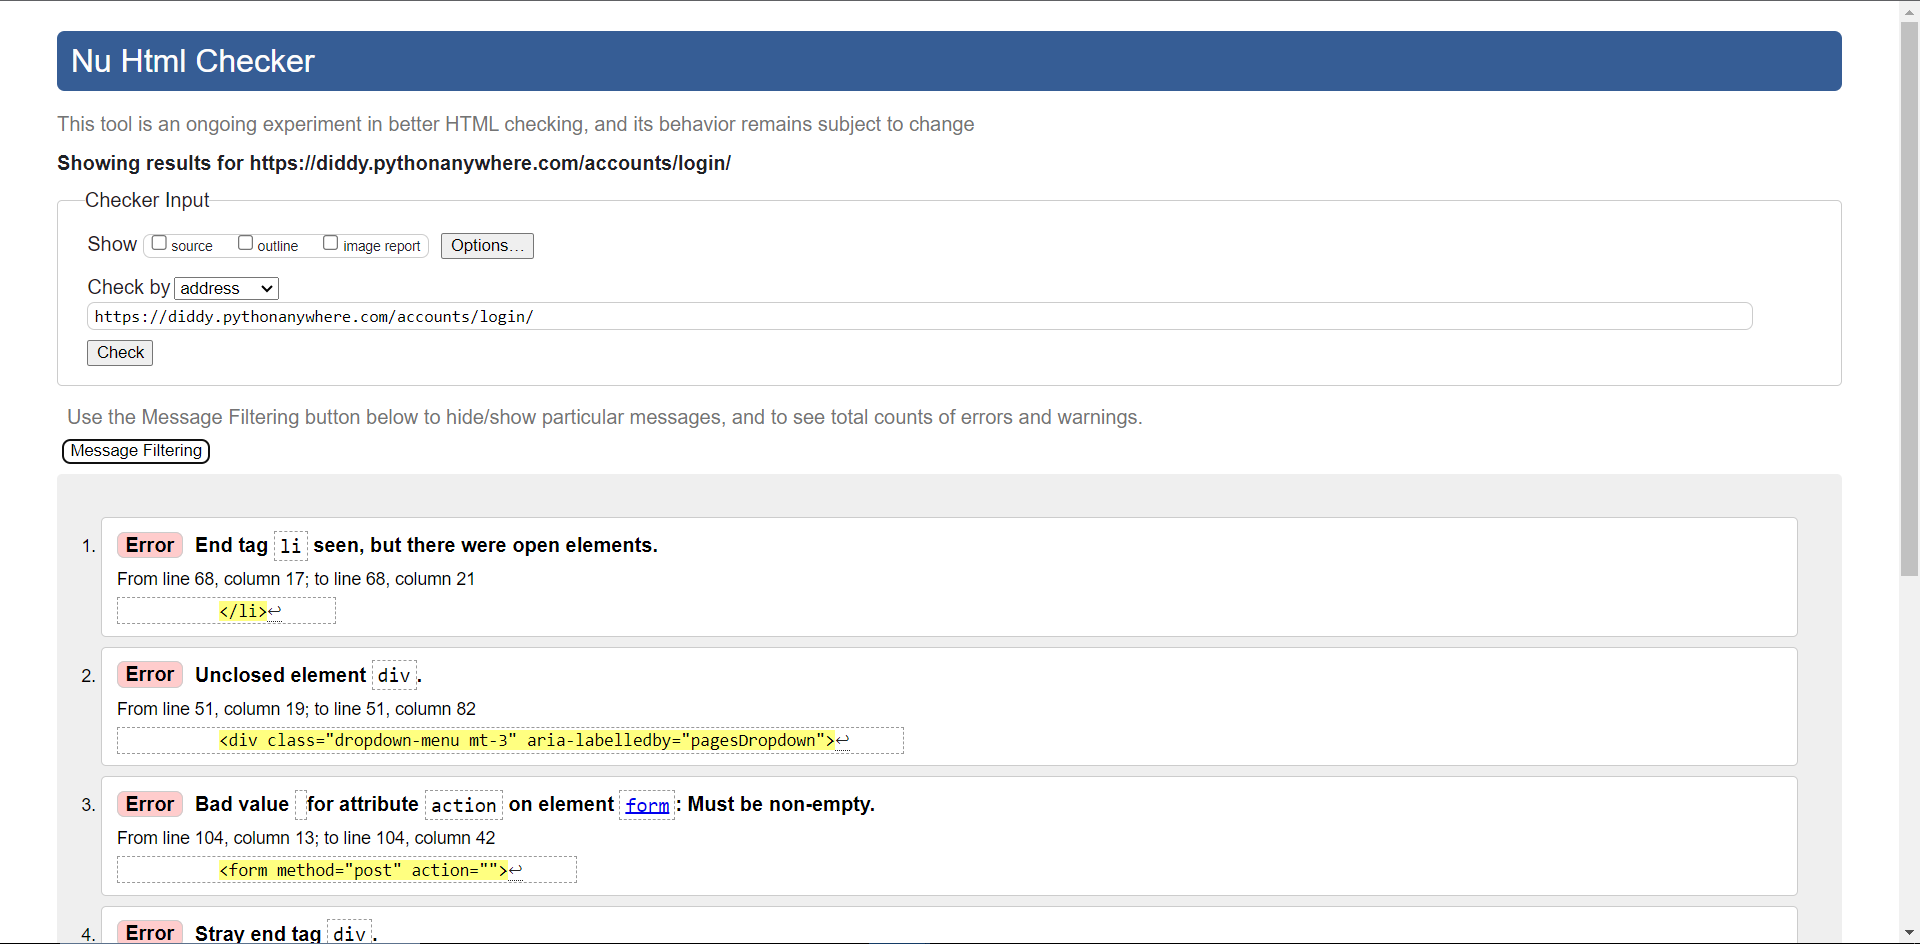 Nu Html Checker
This tool is an ongoing experiment in better HTML checking, and its behavior remains subject to change
Showing results for https://diddy.pythonanywhere.com/accounts/login/
Checker Input
Show source outline image report Options...
Check by address
https://diddy.pythonanywhere.com/accounts/login/
Check
Use the Message Filtering button below to hide/show particular messages, and to see total counts of errors and warnings.
Message Filtering
1. Error End tag li seen, but there were open elements.
From line 68, column 17; to line 68, column 21
</li>↩
2. Error Unclosed element div.
From line 51, column 19; to line 51, column 82
<div class="dropdown-menu mt-3" aria-labelledby="pagesDropdown">↩
3. Error Bad value for attribute action on element form: Must be non-empty.
From line 104, column 13; to line 104, column 42
<form method="post" action="">↩
4. Error Stray end tag div.